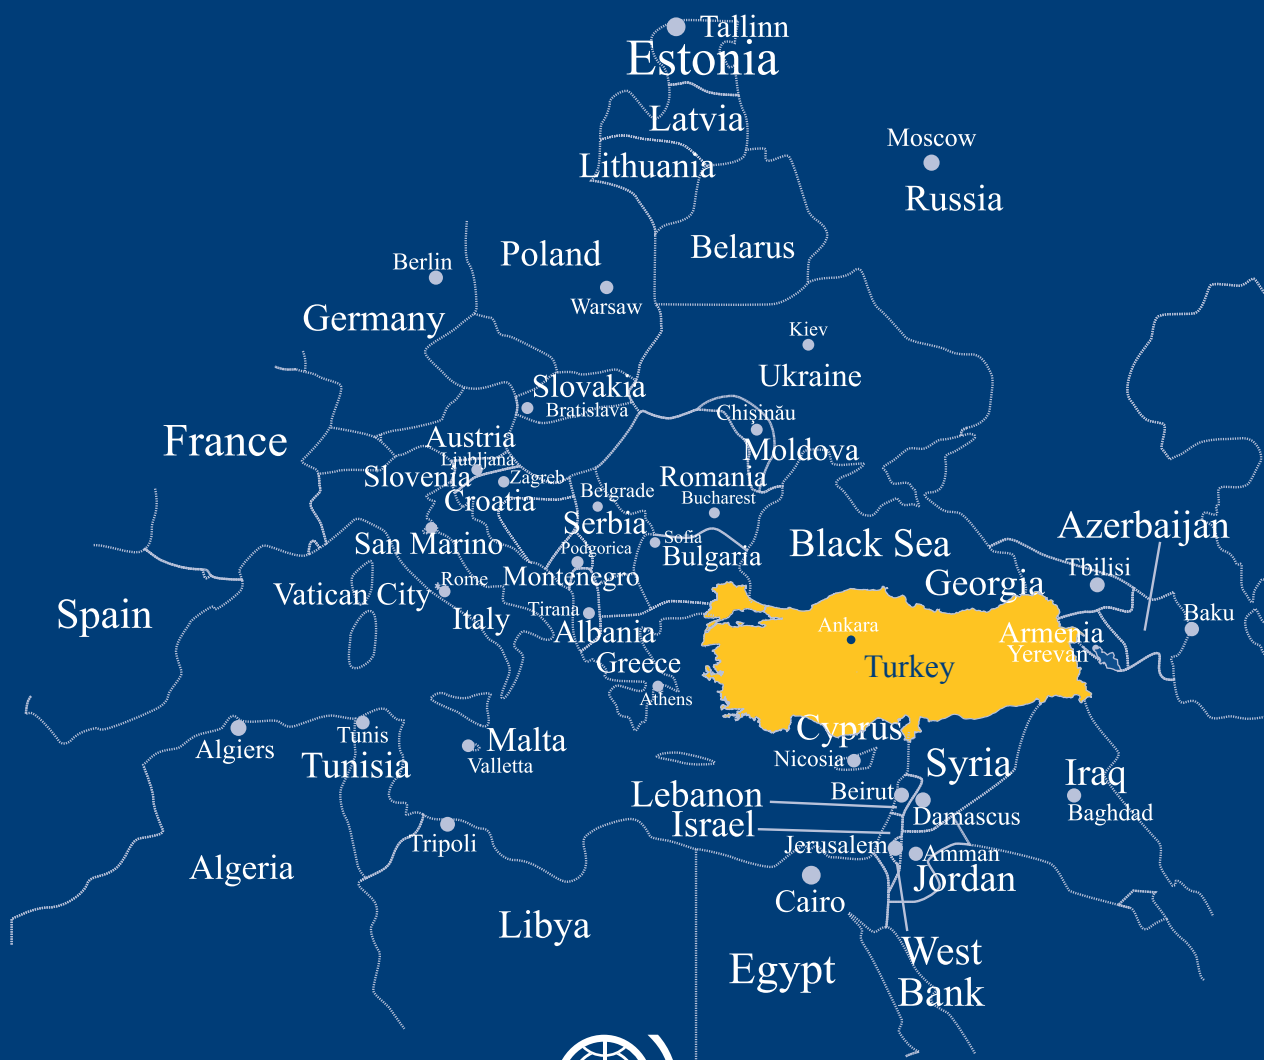 Tallinn
Estonia
Latvia
Moscow
Lithuania
Russia
Belarus
Poland
Berlin
Warsaw
Germany
Kiev
Ukraine
Slovakia
Bratislava
Chișinău
Austria
France
Moldova
Ljubljana
Slovenia
Zagreb
Romania
Croatia
Belgrade
Bucharest
Serbia
Azerbaijan
Sofia
San Marino
Podgorica
Bulgaria
Black Sea
Tbilisi
Montenegro
Rome
Georgia
Vatican City
Spain
Tirana
Baku
Italy
Albania
Ankara
Armenia
Yerevan
Greece
Turkey
Athens
Cyprus
Tunis
Algiers
Malta
Tunisia
Valletta
Nicosia
Syria
Iraq
Lebanon
Beirut
Israel
Damascus
Baghdad
Tripoli
Jerusalem
Amman
Algeria
Jordan
Cairo
Libya
Egypt
West
Bank